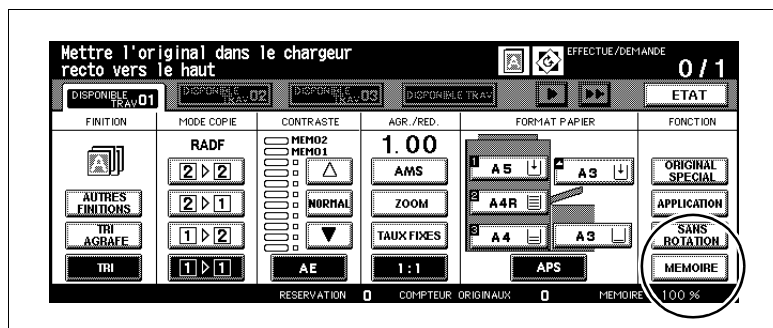 Mettre l'original dans le chargeur
recto vers le haut
EFFECTUE/DEMANDE
0/1
DISPONIBLE TRAV 01
DISPONIBLE TRAV 02
DISPONIBLE TRAV 03
DISPONIBLE TRAV
ETAT
FINITION
AUTRES FINITIONS
TRI AGRAFE
TRI
MODE COPIE
RADF
2 2
2 1
1 2
1 1
CONTRASTE
MEMO2
MEMO1
NORMAL
AE
AGR./RED.
1.00
AMS
ZOOM
TAUX FIXES
1:1
FORMAT PAPIER
1 A5
A3
2 A4R
3 A4
A3
APS
FONCTION
ORIGINAL SPECIAL
APPLICATION
SANS ROTATION
MEMOIRE
RESERVATION 0 COMPTEUR ORIGINAUX 0 MEMOIRE 100 %